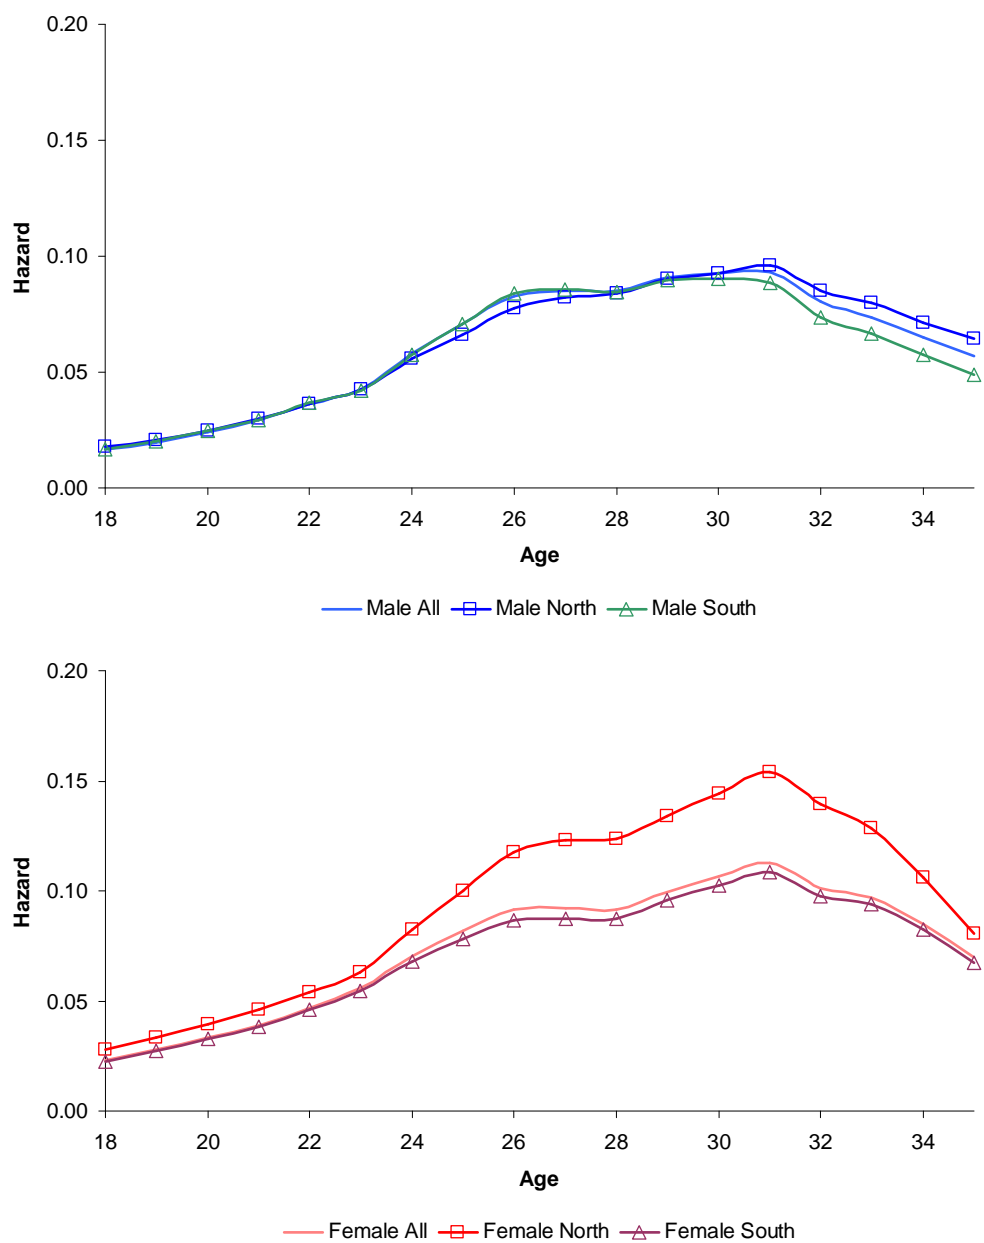 0.20
0.15
0.10
0.05
0.00
Hazard
18 20 22 24 26 28 30 32 34
Age
Male All Male North Male South
0.20
0.15
0.10
0.05
0.00
Hazard
18 20 22 24 26 28 30 32 34
Age
Female All Female North Female South